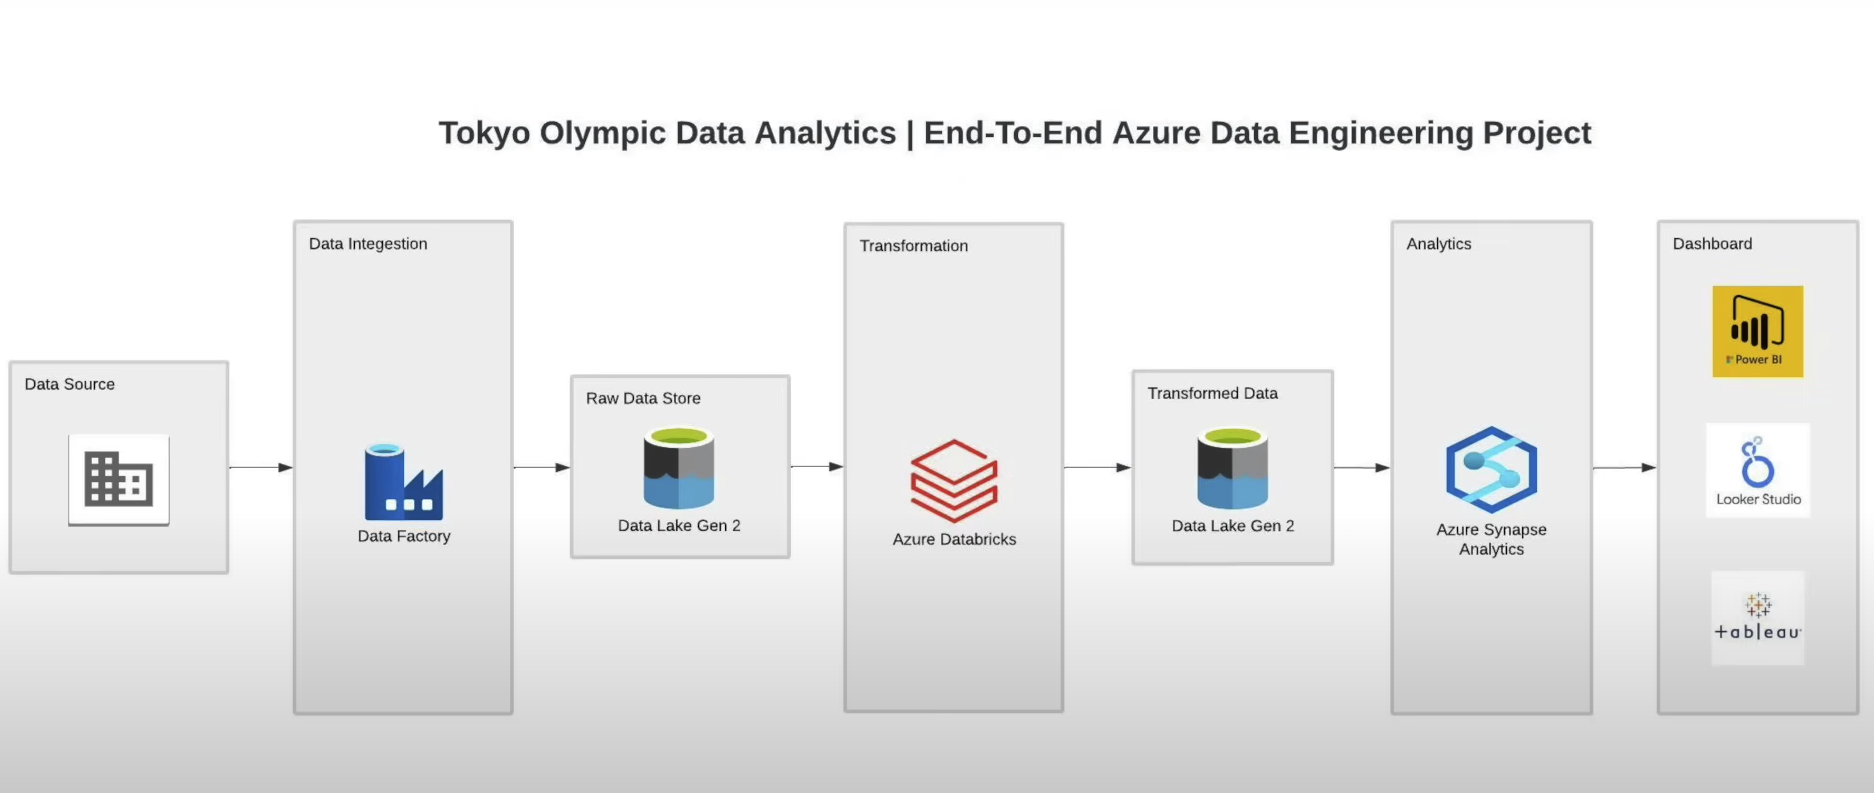 Tokyo Olympic Data Analytics | End-To-End Azure Data Engineering Project
Data Source
Data Integestion
Data Factory
Raw Data Store
Data Lake Gen 2
Transformation
Azure Databricks
Transformed Data
Data Lake Gen 2
Analytics
Azure Synapse
Analytics
Dashboard
Power BI
Looker Studio
+ableau